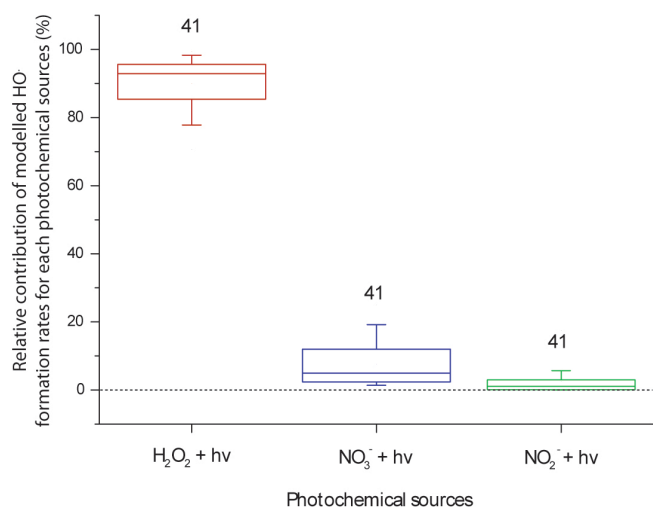 Relative contribution of modelled HO·
formation rates for each photochemical sources (%)
100
80
60
40
20
0
41
41
41
H₂O₂ + hv
NO₃⁻ + hv
NO₂⁻ + hv
Photochemical sources